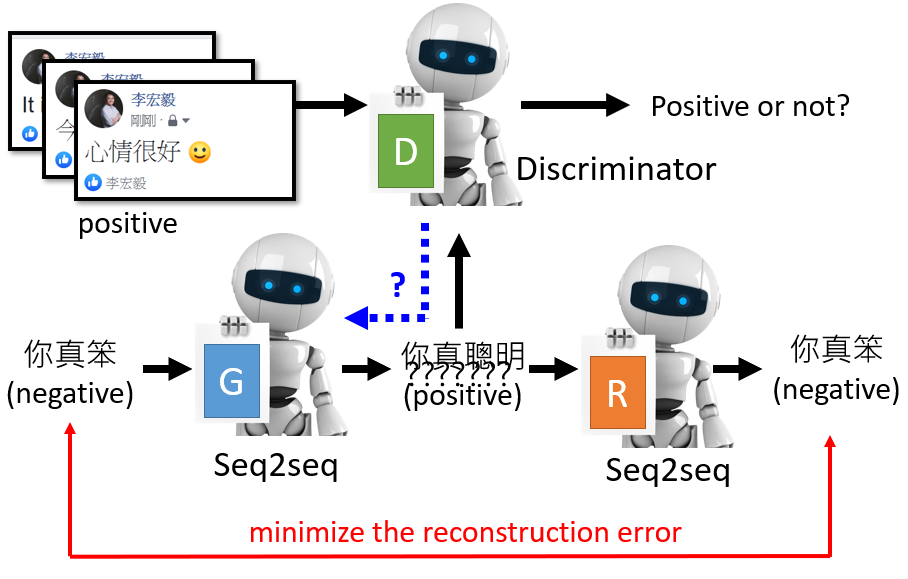 李宏毅
It i
李宏毅
今
李宏毅
剛剛
心情很好
李宏毅
positive
D
Discriminator
Positive or not?
?
你真笨
(negative)
G
Seq2seq
你真聰明
???????
(positive)
R
Seq2seq
你真笨
(negative)
minimize the reconstruction error